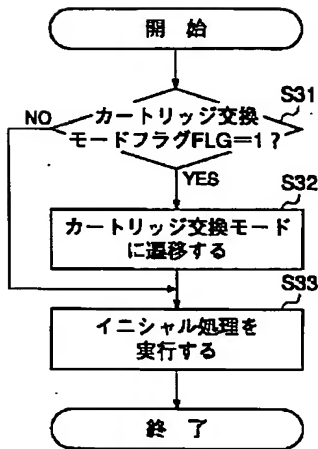 開 始
S31
NO
カートリッジ交換
モードフラグFLG=1?
YES
S32
カートリッジ交換モード
に遷移する
S33
イニシャル処理を
実行する
終 了